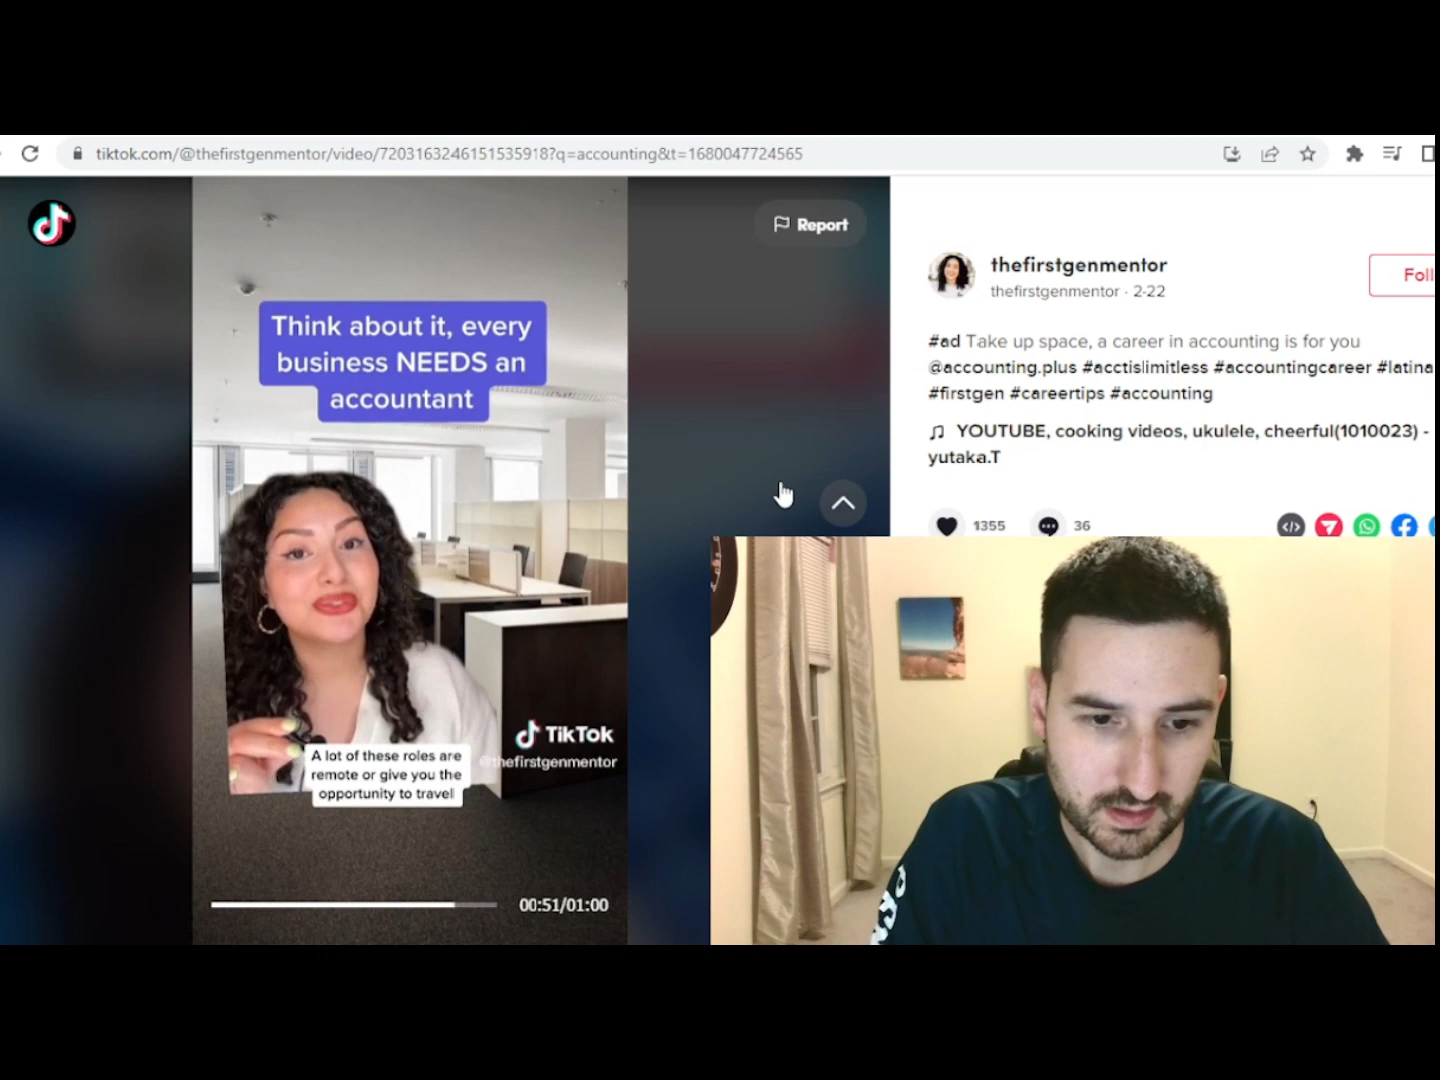 tiktok.com/@thefirstgenmentor/video/7203163246151535918?q=accounting&t=1680047724565
Report
Think about it, every
business NEEDS an
accountant
A lot of these roles are
remote or give you the
opportunity to travel
TikTok
@thefirstgenmentor
00:51/01:00
thefirstgenmentor
thefirstgenmentor · 2-22
Foll
#ad Take up space, a career in accounting is for you
@accounting.plus #acctislimitless #accountingcareer #latina
#firstgen #careertips #accounting
YOUTUBE, cooking videos, ukulele, cheerful(1010023) -
yutaka.T
1355
36